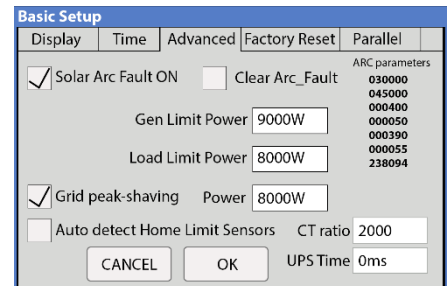 Basic Setup
Display Time Advanced Factory Reset Parallel
Solar Arc Fault ON Clear Arc_Fault
ARC parameters
030000
045000
000400
000050
000390
000055
238094
Gen Limit Power 9000W
Load Limit Power 8000W
Grid peak-shaving Power 8000W
Auto detect Home Limit Sensors CT ratio 2000
CANCEL OK UPS Time 0ms